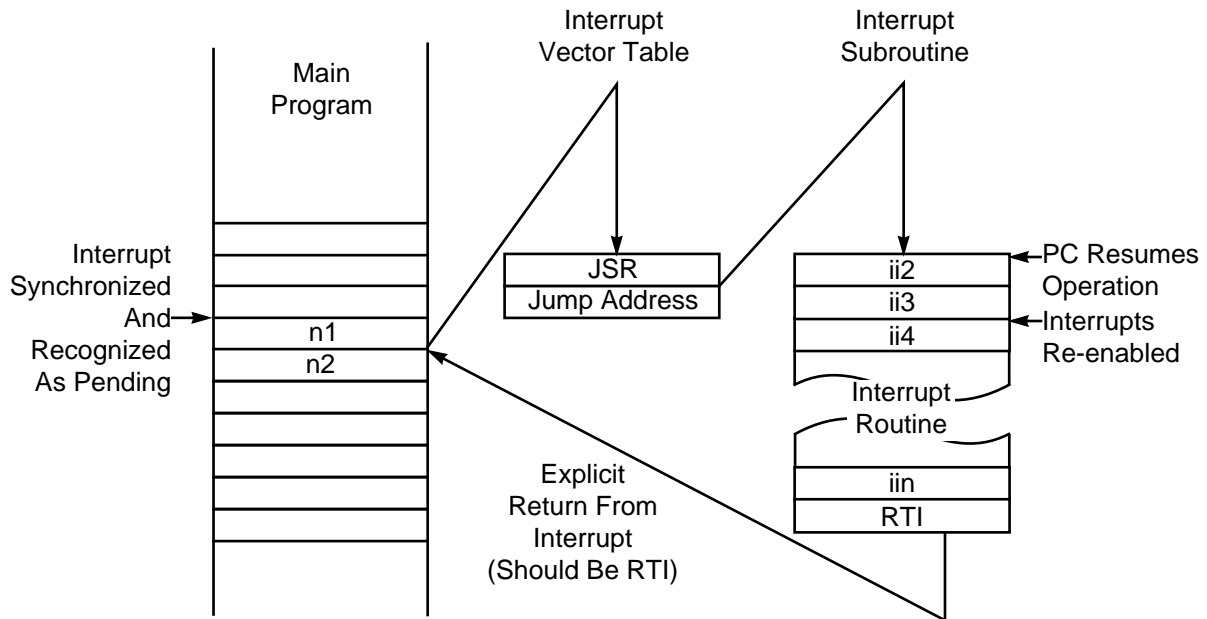 Main
Program
Interrupt
Vector Table
Interrupt
Subroutine
Interrupt
Synchronized
And
Recognized
As Pending
n1
n2
JSR
Jump Address
ii2
ii3
ii4
PC Resumes
Operation
Interrupts
Re-enabled
Interrupt
Routine
iin
RTI
Explicit
Return From
Interrupt
(Should Be RTI)